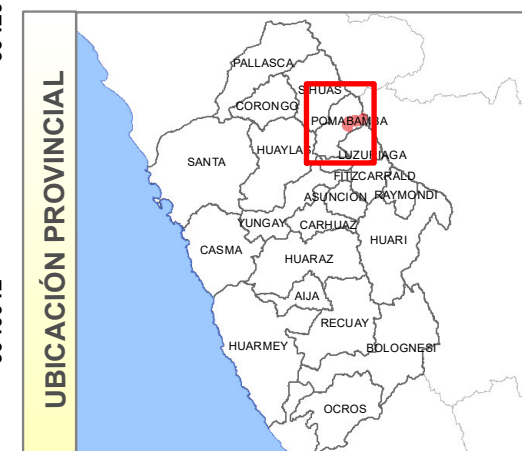 UBICACIÓN PROVINCIAL
PALLASCA
SIHUAS
CORONGO
POMABAMBA
HUAYLAS
SANTA
LUZURIAGA
FITZCARRALD
ASUNCION
RAYMONDI
YUNGAY
CARHUAZ
CASMA
HUARI
HUARAZ
AIJA
RECUAY
HUARMEY
BOLOGNESI
OCROS